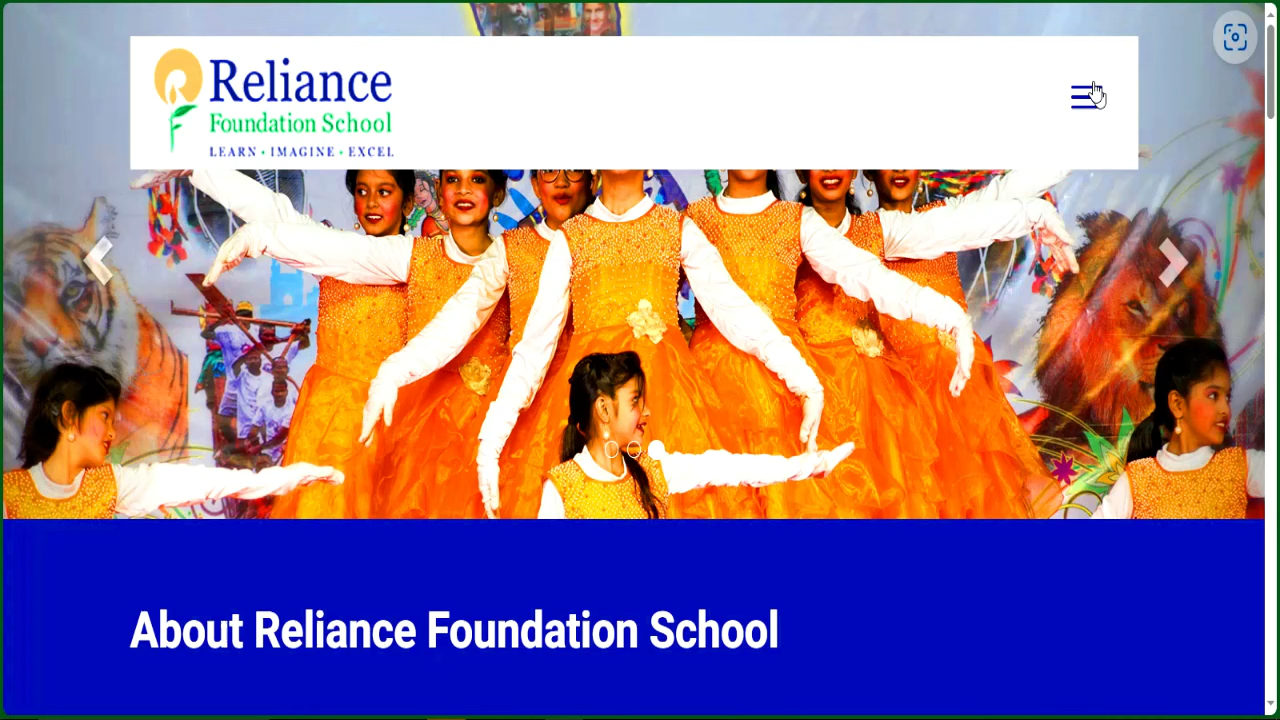 Reliance
Foundation School
LEARN • IMAGINE • EXCEL
About Reliance Foundation School